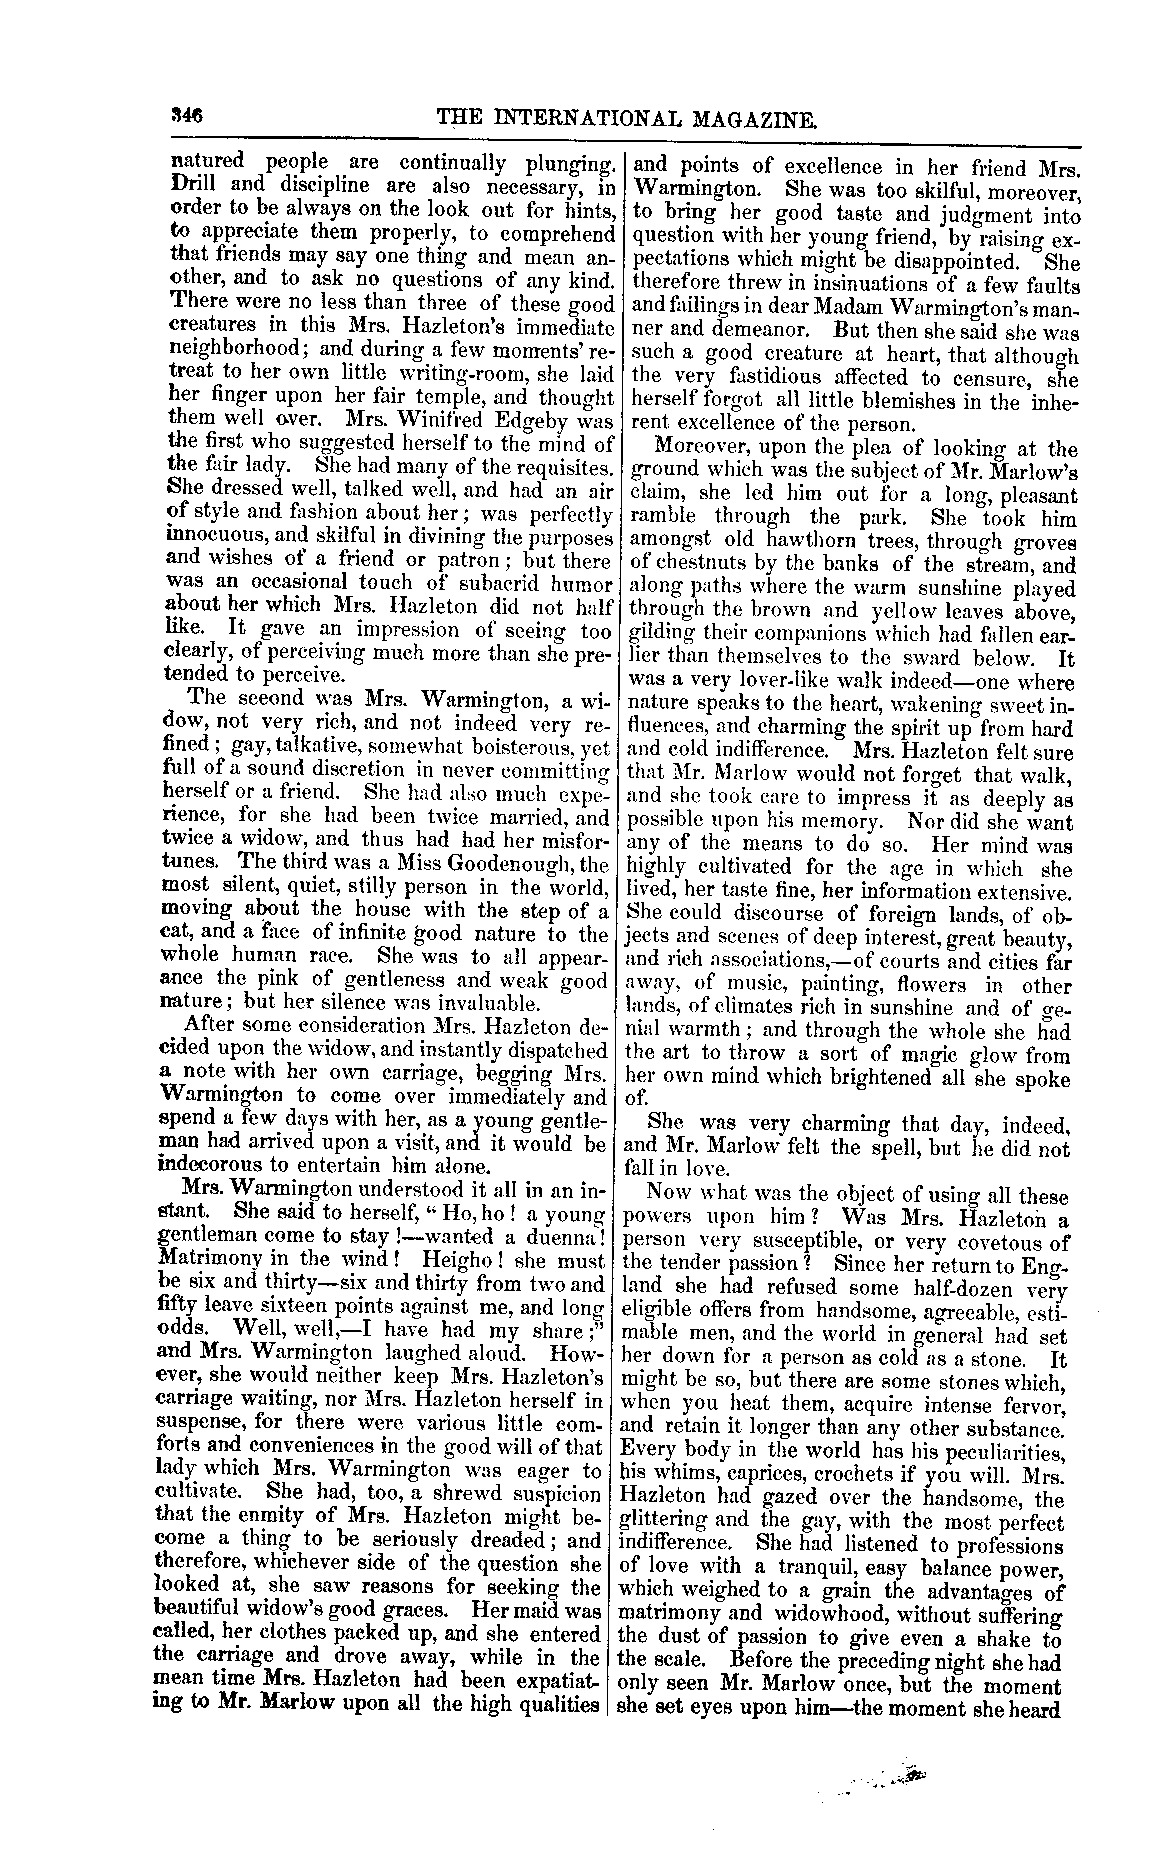 346 THE INTERNATIONAL MAGAZINE.
natured people are continually plunging.
Drill and discipline are also necessary, in
order to be always on the look out for hints,
to appreciate them properly, to comprehend
that friends may say one thing and mean an-
other, and to ask no questions of any kind.
There were no less than three of these good
creatures in this Mrs. Hazleton's immediate
neighborhood; and during a few moments' re-
treat to her own little writing-room, she laid
her finger upon her fair temple, and thought
them well over. Mrs. Winifred Edgeby was
the first who suggested herself to the mind of
the fair lady. She had many of the requisites.
She dressed well, talked well, and had an air
of style and fashion about her; was perfectly
innocuous, and skilful in divining the purposes
and wishes of a friend or patron; but there
was an occasional touch of subacrid humor
about her which Mrs. Hazleton did not half
like. It gave an impression of seeing too
clearly, of perceiving much more than she pre-
tended to perceive.
The seeond was Mrs. Warmington, a wi-
dow, not very rich, and not indeed very re-
fined; gay, talkative, somewhat boisterous, yet
full of a sound discretion in never committing
herself or a friend. She had also much expe-
rience, for she had been twice married, and
twice a widow, and thus had had her misfor-
tunes. The third was a Miss Goodenough, the
most silent, quiet, stilly person in the world,
moving about the house with the step of a
cat, and a face of infinite good nature to the
whole human race. She was to all appear-
ance the pink of gentleness and weak good
nature; but her silence was invaluable.
After some consideration Mrs. Hazleton de-
cided upon the widow, and instantly dispatched
a note with her own carriage, begging Mrs.
Warmington to come over immediately and
spend a few days with her, as a young gentle-
man had arrived upon a visit, and it would be
indecorous to entertain him alone.
Mrs. Warmington understood it all in an in-
stant. She said to herself, "Ho, ho! a young
gentleman come to stay!—wanted a duenna!
Matrimony in the wind! Heigho! she must
be six and thirty—six and thirty from two and
fifty leave sixteen points against me, and long
odds. Well, well,—I have had my share;"
and Mrs. Warmington laughed aloud. How-
ever, she would neither keep Mrs. Hazleton's
carriage waiting, nor Mrs. Hazleton herself in
suspense, for there were various little com-
forts and conveniences in the good will of that
lady which Mrs. Warmington was eager to
cultivate. She had, too, a shrewd suspicion
that the enmity of Mrs. Hazleton might be-
come a thing to be seriously dreaded; and
therefore, whichever side of the question she
looked at, she saw reasons for seeking the
beautiful widow's good graces. Her maid was
called, her clothes packed up, and she entered
the carriage and drove away, while in the
mean time Mrs. Hazleton had been expatiat-
ing to Mr. Marlow upon all the high qualities
and points of excellence in her friend Mrs.
Warmington. She was too skilful, moreover,
to bring her good taste and judgment into
question with her young friend, by raising ex-
pectations which might be disappointed. She
therefore threw in insinuations of a few faults
and failings in dear Madam Warmington's man-
ner and demeanor. But then she said she was
such a good creature at heart, that although
the very fastidious affected to censure, she
herself forgot all little blemishes in the inhe-
rent excellence of the person.
Moreover, upon the plea of looking at the
ground which was the subject of Mr. Marlow's
claim, she led him out for a long, pleasant
ramble through the park. She took him
amongst old hawthorn trees, through groves
of chestnuts by the banks of the stream, and
along paths where the warm sunshine played
through the brown and yellow leaves above,
gilding their companions which had fallen ear-
lier than themselves to the sward below. It
was a very lover-like walk indeed—one where
nature speaks to the heart, wakening sweet in-
fluences, and charming the spirit up from hard
and cold indifference. Mrs. Hazleton felt sure
that Mr. Marlow would not forget that walk,
and she took care to impress it as deeply as
possible upon his memory. Nor did she want
any of the means to do so. Her mind was
highly cultivated for the age in which she
lived, her taste fine, her information extensive.
She could discourse of foreign lands, of ob-
jects and scenes of deep interest, great beauty,
and rich associations,—of courts and cities far
away, of music, painting, flowers in other
lands, of climates rich in sunshine and of ge-
nial warmth; and through the whole she had
the art to throw a sort of magic glow from
her own mind which brightened all she spoke
of.
She was very charming that day, indeed,
and Mr. Marlow felt the spell, but he did not
fall in love.
Now what was the object of using all these
powers upon him? Was Mrs. Hazleton a
person very susceptible, or very covetous of
the tender passion? Since her return to Eng-
land she had refused some half-dozen very
eligible offers from handsome, agreeable, esti-
mable men, and the world in general had set
her down for a person as cold as a stone. It
might be so, but there are some stones which,
when you heat them, acquire intense fervor,
and retain it longer than any other substance.
Every body in the world has his peculiarities,
his whims, caprices, crochets if you will. Mrs.
Hazleton had gazed over the handsome, the
glittering and the gay, with the most perfect
indifference. She had listened to professions
of love with a tranquil, easy balance power,
which weighed to a grain the advantages of
matrimony and widowhood, without suffering
the dust of passion to give even a shake to
the scale. Before the preceding night she had
only seen Mr. Marlow once, but the moment
she set eyes upon him—the moment she heard